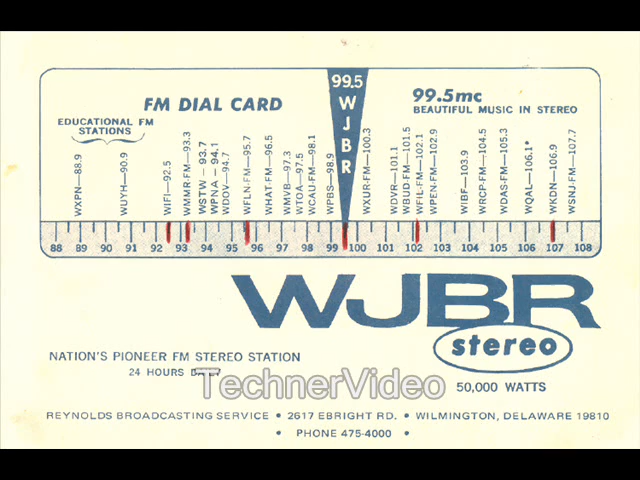 99.5
WJBR
FM DIAL CARD
99.5mc
BEAUTIFUL MUSIC IN STEREO
EDUCATIONAL FM
STATIONS
WXPN—88.9
WUYH—90.9
WIFI—92.5
WMMR-FM—93.3
WSTW - 93.7
WPNA - 94.1
WDOV—94.7
WFLN-FM—95.7
WHAT-FM—96.5
WMVB—97.3
WTOA—97.5
WCAU-FM—98.1
WPBS—98.9
WXUR-FM—100.3
WDVR—101.1
WBUD-FM—101.5
WFIL-FM—102.1
WPEN-FM—102.9
WIBF—103.9
WRCP-FM—104.5
WDAS-FM—105.3
WQAL—106.1*
WKDN—106.9
WSNJ-FM—107.7
88 89 90 91 92 93 94 95 96 97 98 99 100 101 102 103 104 105 106 107 108
WJBR
stereo
NATION'S PIONEER FM STEREO STATION
24 HOURS DAILY
TechnerVideo
50,000 WATTS
REYNOLDS BROADCASTING SERVICE • 2617 EBRIGHT RD. • WILMINGTON, DELAWARE 19810
• PHONE 475-4000 •